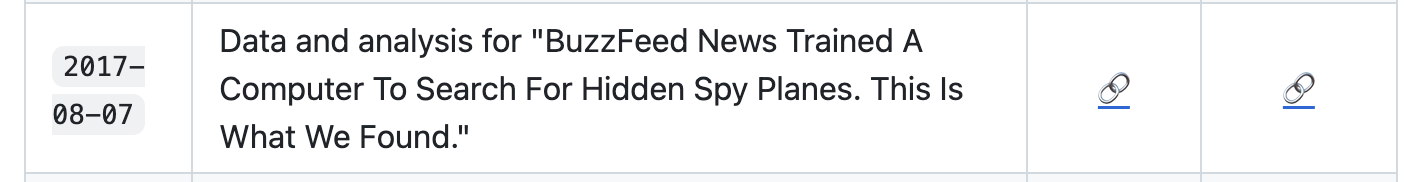 2017-
08-07
Data and analysis for "BuzzFeed News Trained A
Computer To Search For Hidden Spy Planes. This Is
What We Found."